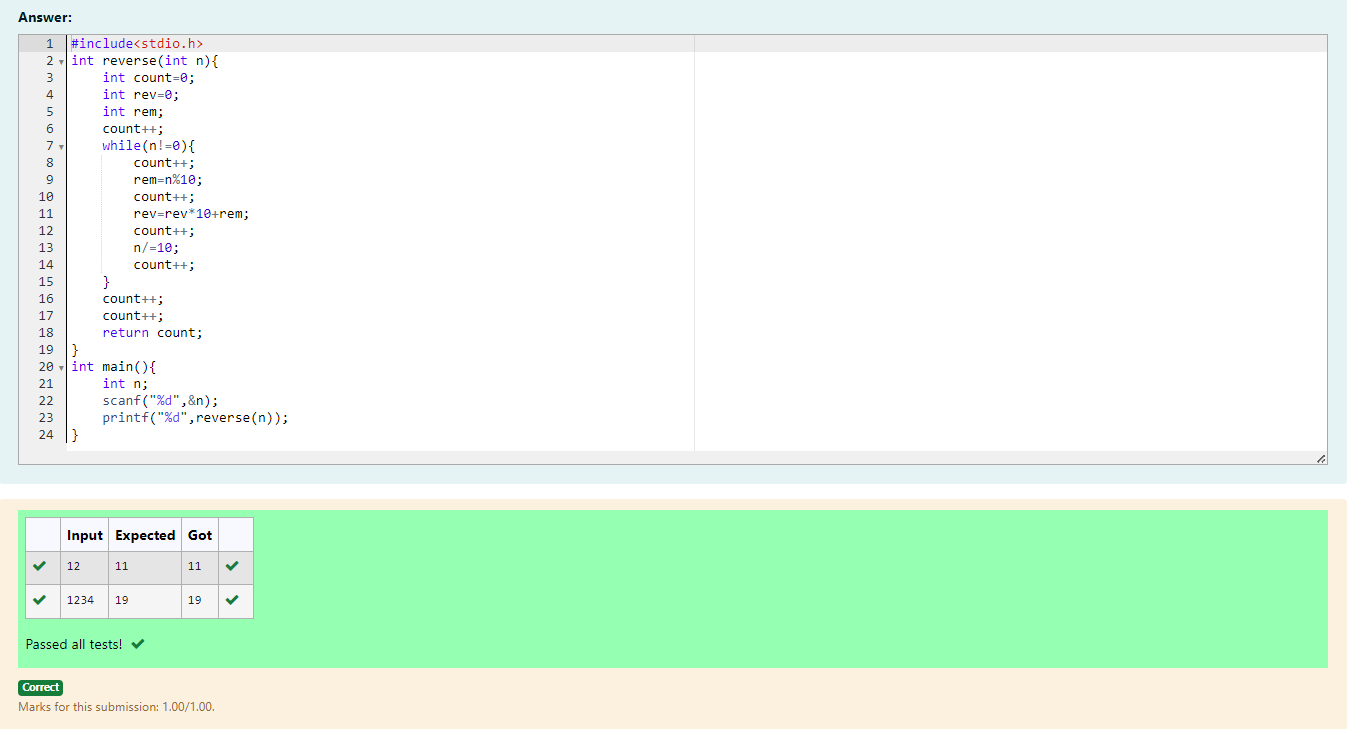 Answer:
1 #include<stdio.h>
2 int reverse(int n){
3     int count=0;
4     int rev=0;
5     int rem;
6     count++;
7     while(n!=0){
8         count++;
9         rem=n%10;
10         count++;
11         rev=rev*10+rem;
12         count++;
13         n/=10;
14         count++;
15     }
16     count++;
17     count++;
18     return count;
19 }
20 int main(){
21     int n;
22     scanf("%d",&n);
23     printf("%d",reverse(n));
24 }
Input Expected Got
12 11 11
1234 19 19
Passed all tests!
Correct
Marks for this submission: 1.00/1.00.